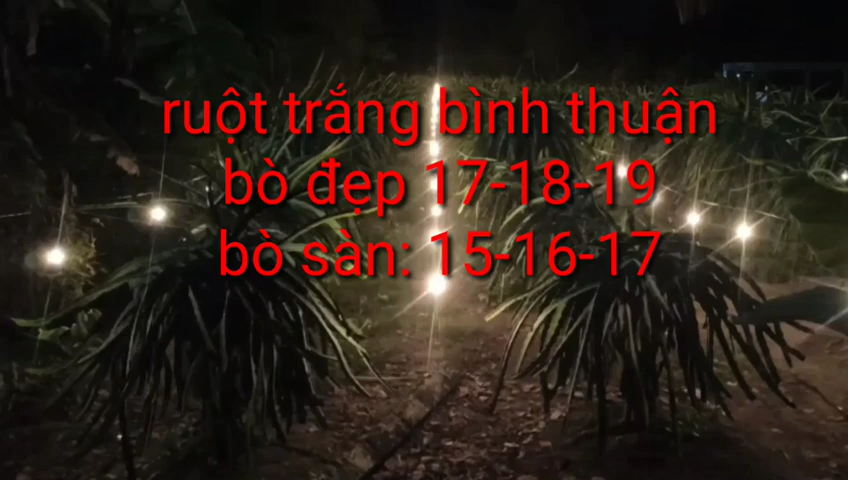 ruột trắng bình thuận
bò đẹp 17-18-19
bò sàn: 15-16-17